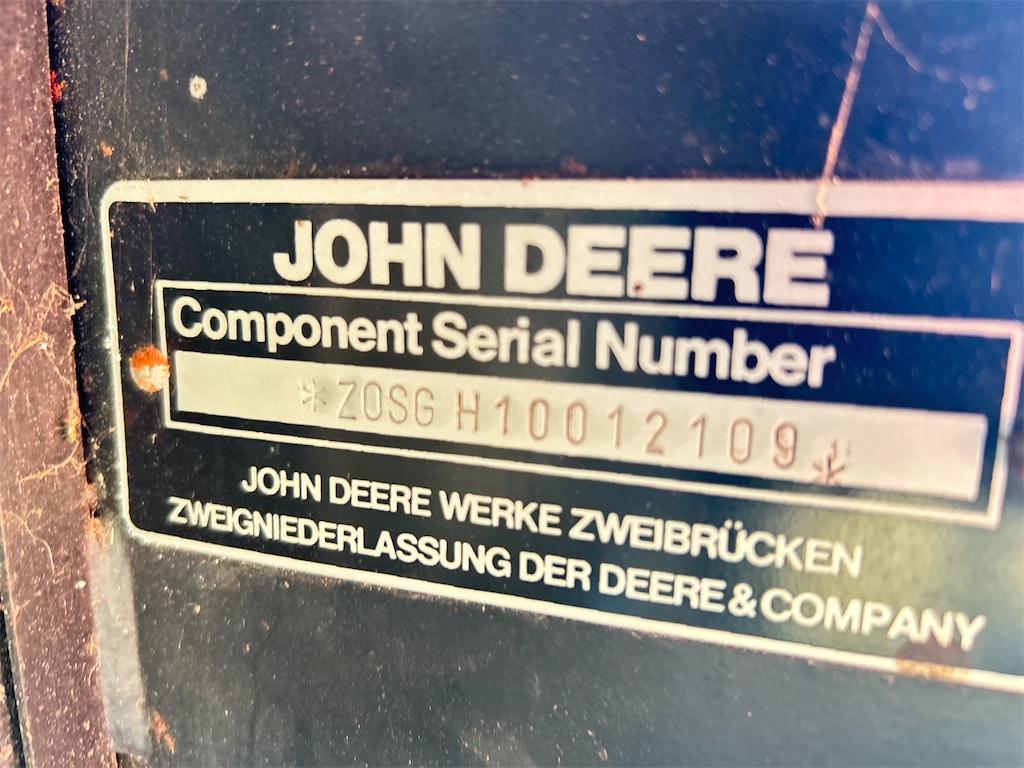 JOHN DEERE
Component Serial Number
*Z0SG H10012109*
JOHN DEERE WERKE ZWEIBRÜCKEN
ZWEIGNIEDERLASSUNG DER DEERE & COMPANY